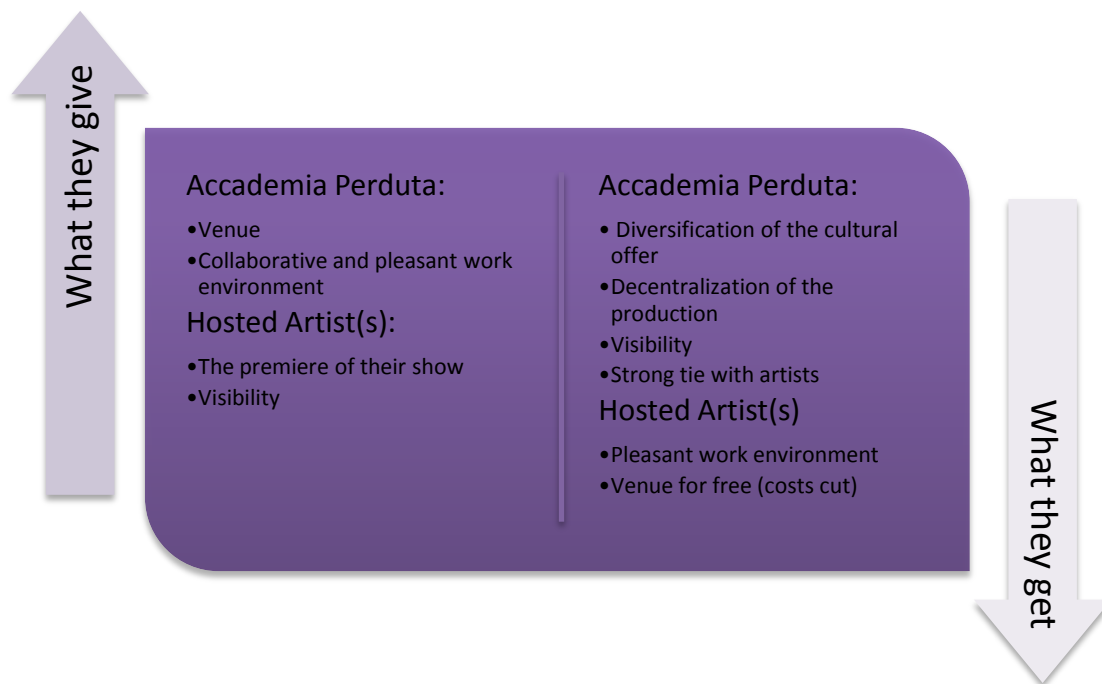 What they give
Accademia Perduta:
•Venue
•Collaborative and pleasant work
environment
Hosted Artist(s):
•The premiere of their show
•Visibility
Accademia Perduta:
• Diversification of the cultural
offer
•Decentralization of the
production
•Visibility
•Strong tie with artists
Hosted Artist(s)
•Pleasant work environment
•Venue for free (costs cut)
What they get